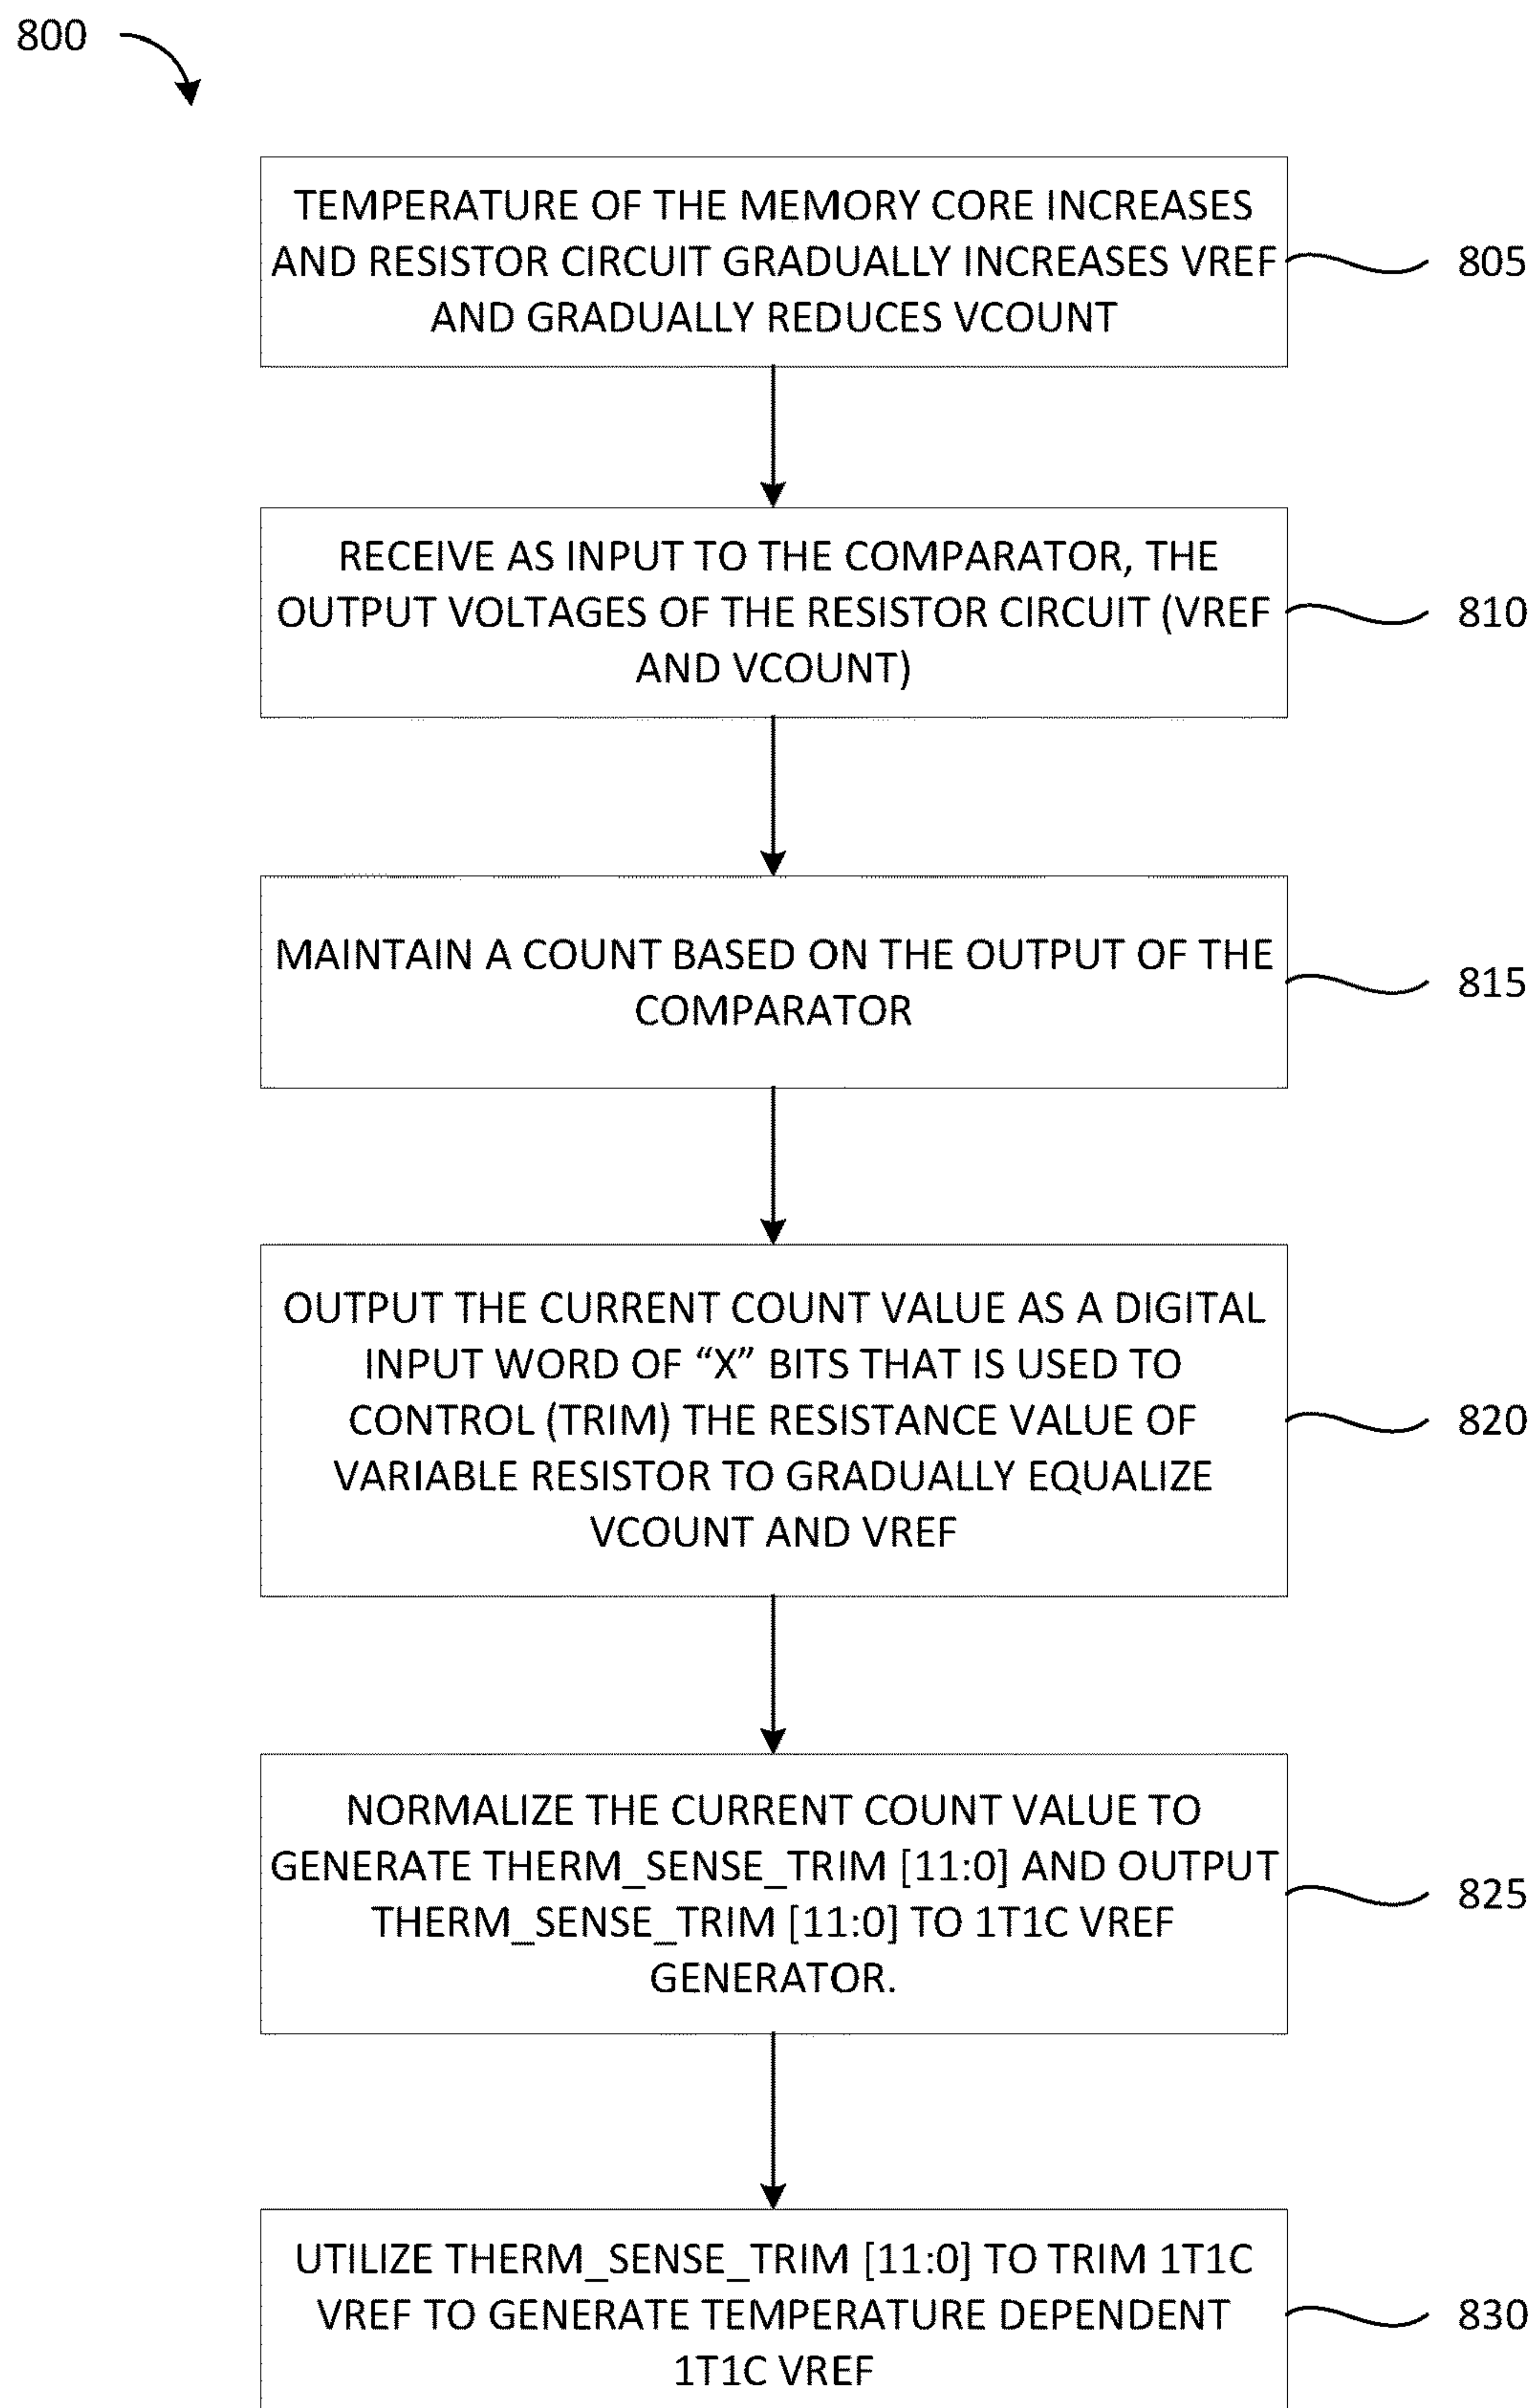 800
TEMPERATURE OF THE MEMORY CORE INCREASES
AND RESISTOR CIRCUIT GRADUALLY INCREASES VREF
AND GRADUALLY REDUCES VCOUNT
805
RECEIVE AS INPUT TO THE COMPARATOR, THE
OUTPUT VOLTAGES OF THE RESISTOR CIRCUIT (VREF
AND VCOUNT)
810
MAINTAIN A COUNT BASED ON THE OUTPUT OF THE
COMPARATOR
815
OUTPUT THE CURRENT COUNT VALUE AS A DIGITAL
INPUT WORD OF “X” BITS THAT IS USED TO
CONTROL (TRIM) THE RESISTANCE VALUE OF
VARIABLE RESISTOR TO GRADUALLY EQUALIZE
VCOUNT AND VREF
820
NORMALIZE THE CURRENT COUNT VALUE TO
GENERATE THERM_SENSE_TRIM [11:0] AND OUTPUT
THERM_SENSE_TRIM [11:0] TO 1T1C VREF
GENERATOR.
825
UTILIZE THERM_SENSE_TRIM [11:0] TO TRIM 1T1C
VREF TO GENERATE TEMPERATURE DEPENDENT
1T1C VREF
830